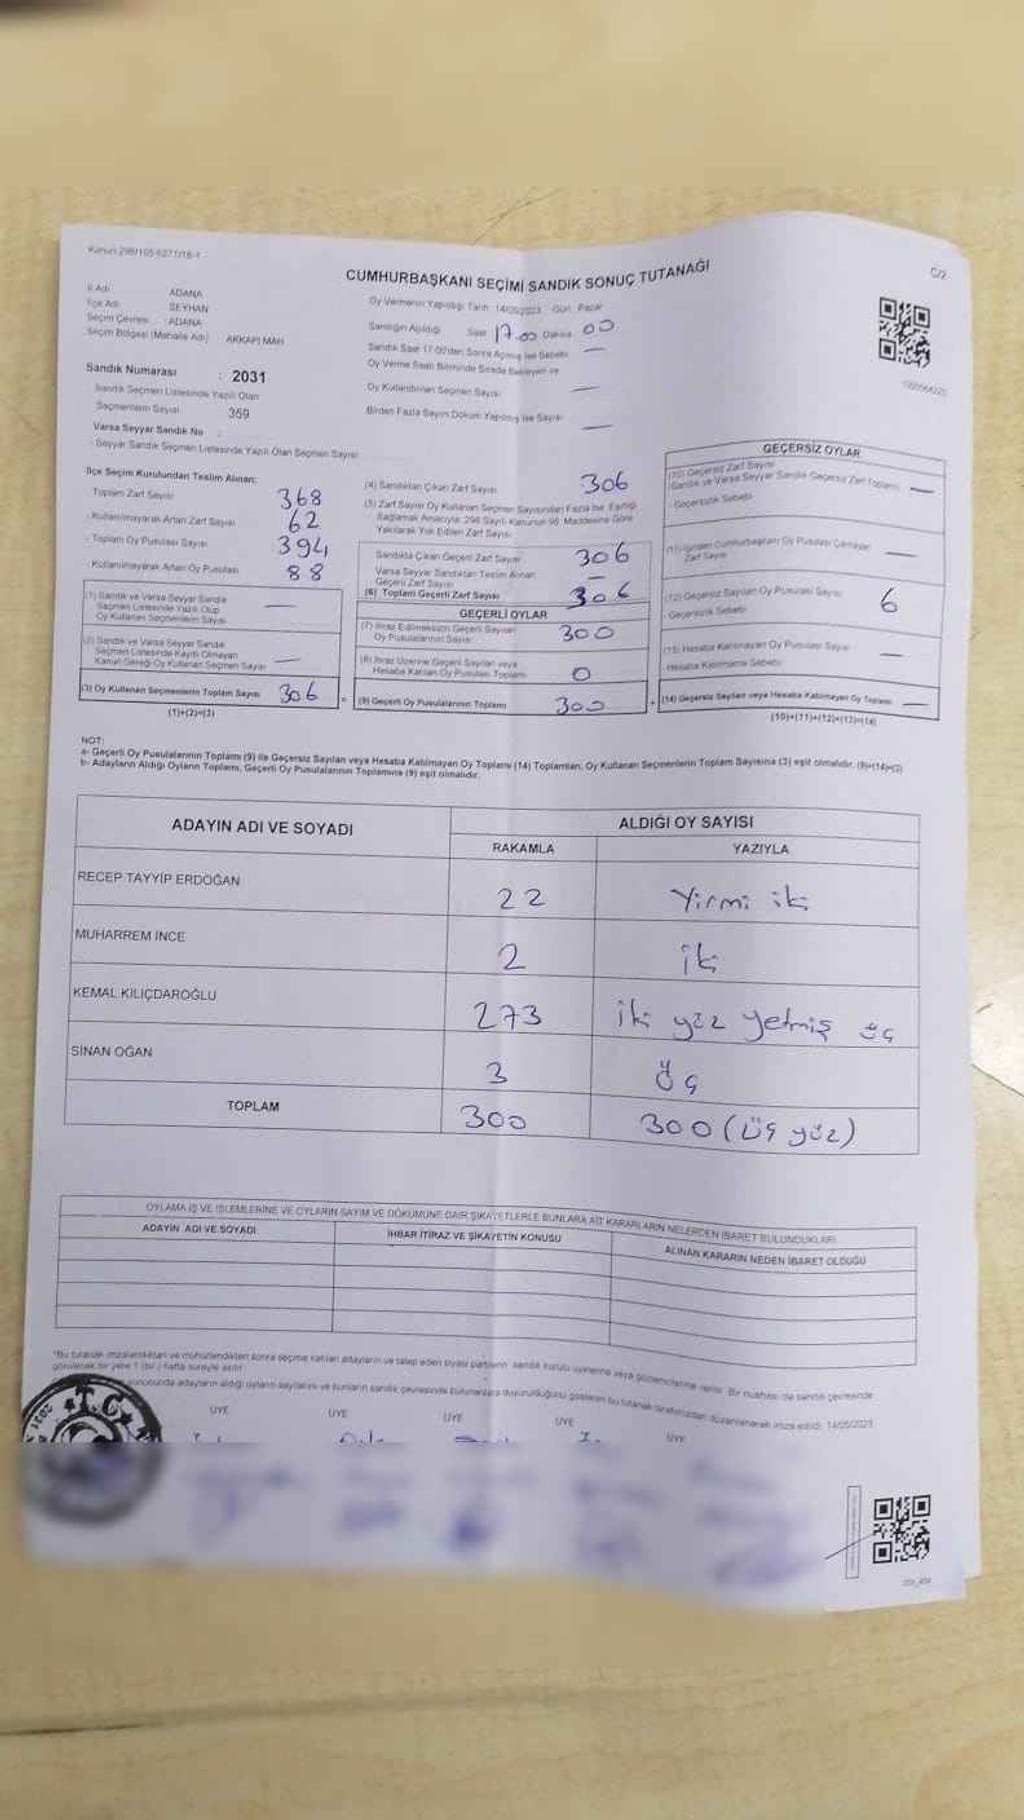 Kanun 298/105-6271/18-1
C/2
CUMHURBAŞKANI SEÇİMİ SANDIK SONUÇ TUTANAĞI
İl Adı ADANA
İlçe Adı SEYHAN
Seçim Çevresi : ADANA
Seçim Bölgesi (Mahalle Adı) AKKAPI MAH
Sandık Numarası : 2031
Sandık Seçmen Listesinde Yazılı Olan
Seçmenlerin Sayısı 359
Varsa Seyyar Sandık No
Seyyar Sandık Seçmen Listesinde Yazılı Olan Seçmen Sayısı
Oy Vermenin Yapıldığı Tarih 14/05/2023 Gün Pazar
Sandığın Açıldığı Saat 17.00 Dakika 00
Sandık Saat 17.00'den Sonra Açılmış İse Sebebi —
Oy Verme Saati Bitiminde Sırada Bekleyen ve
Oy Kullandırılan Seçmen Sayısı —
Birden Fazla Sayım Döküm Yapılmış İse Sayısı —
İlçe Seçim Kurulundan Teslim Alınan;
- Toplam Zarf Sayısı 368
- Kullanılmayarak Artan Zarf Sayısı 62
- Toplam Oy Pusulası Sayısı 394
- Kullanılmayarak Artan Oy Pusulası 88
(1) Sandık ve Varsa Seyyar Sandık
Seçmen Listesinde Yazılı Olup
Oy Kullanan Seçmenlerin Sayısı —
(2) Sandık ve Varsa Seyyar Sandık
Seçmen Listesinde Kayıtlı Olmayan
Kanun Gereği Oy Kullanan Seçmen Sayısı —
(3) Oy Kullanan Seçmenlerin Toplam Sayısı 306
(1)+(2)=(3)
(4) Sandıktan Çıkan Zarf Sayısı 306
(5) Zarf Sayısı Oy Kullanan Seçmen Sayısından Fazla İse, Eşitliği
Sağlamak Amacıyla, 298 Sayılı Kanunun 98. Maddesine Göre
Yakılarak Yok Edilen Zarf Sayısı
Sandıkta Çıkan Geçerli Zarf Sayısı 306
Varsa Seyyar Sandıktan Teslim Alınan
Geçerli Zarf Sayısı —
(6) Toplam Geçerli Zarf Sayısı 306
GEÇERLİ OYLAR
(7) İtiraz Edilmeksizin Geçerli Sayılan
Oy Pusulalarının Sayısı 300
(8) İtiraz Üzerine Geçerli Sayılan veya
Hesaba Katılan Oy Pusulası Toplamı 0
= (9) Geçerli Oy Pusulalarının Toplamı 300
GEÇERSİZ OYLAR
(10) Geçersiz Zarf Sayısı
(Sandık ve Varsa Seyyar Sandık Geçersiz Zarf Toplamı) —
- Geçersizlik Sebebi
(11) İçinden Cumhurbaşkanı Oy Pusulası Çıkmayan
Zarf Sayısı —
(12) Geçersiz Sayılan Oy Pusulası Sayısı 6
- Geçersizlik Sebebi
(13) Hesaba Katılmayan Oy Pusulası Sayısı —
- Hesaba Katılmama Sebebi
+ (14) Geçersiz Sayılan veya Hesaba Katılmayan Oy Toplamı —
(10)+(11)+(12)+(13)=(14)
NOT:
a- Geçerli Oy Pusulalarının Toplamı (9) ile Geçersiz Sayılan veya Hesaba Katılmayan Oy Toplamı (14) Toplamları, Oy Kullanan Seçmenlerin Toplam Sayısına (3) eşit olmalıdır. (9)+(14)=(3)
b- Adayların Aldığı Oyların Toplamı, Geçerli Oy Pusulalarının Toplamına (9) eşit olmalıdır.
ADAYIN ADI VE SOYADI ALDIĞI OY SAYISI
RAKAMLA YAZIYLA
RECEP TAYYİP ERDOĞAN 22 Yirmi iki
MUHARREM İNCE 2 iki
KEMAL KILIÇDAROĞLU 273 iki yüz yetmiş üç
SİNAN OĞAN 3 üç
TOPLAM 300 300 (üç yüz)
OYLAMA İŞ VE İŞLEMLERİNE VE OYLARIN SAYIM VE DÖKÜMÜNE DAİR ŞİKAYETLERLE BUNLARA AİT KARARLARIN NELERDEN İBARET BULUNDUKLARI
ADAYIN ADI VE SOYADI İHBAR İTİRAZ VE ŞİKAYETİN KONUSU ALINAN KARARIN NEDEN İBARET OLDUĞU
T.C.
ÜYE ÜYE ÜYE ÜYE ÜYE